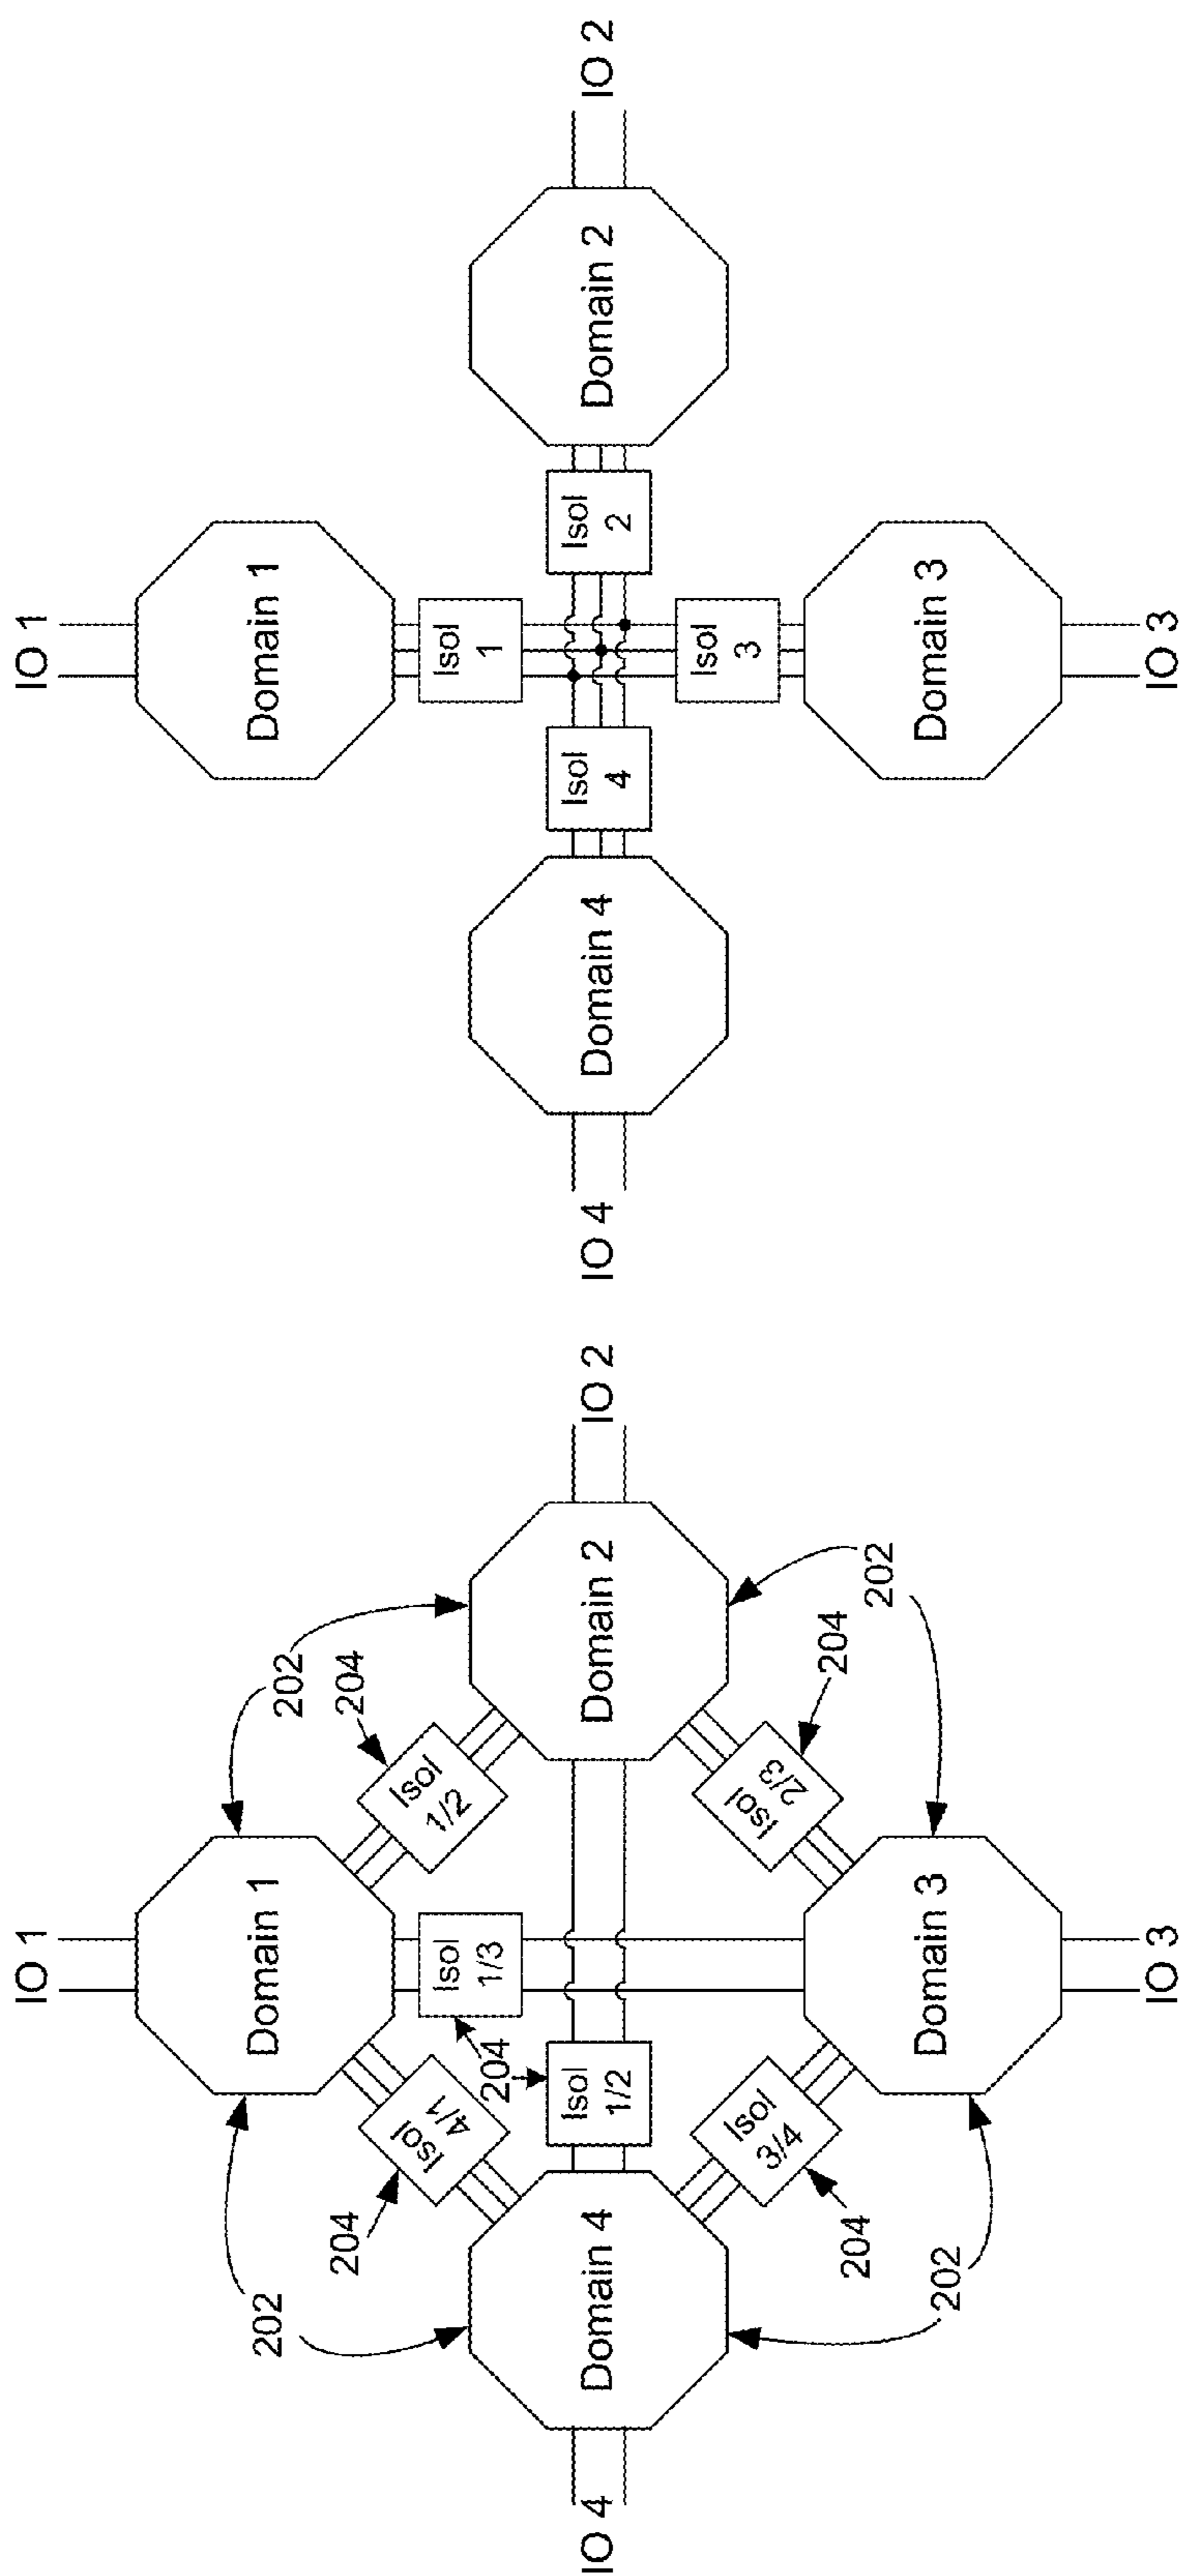 IO 1
Domain 1
202
204
Isol
4/1
Isol
1/3
Isol
1/2
204
202
204
IO 4
Domain 4
Isol
1/2
Domain 2
IO 2
204
Isol
3/4
Isol
2/3
204
202
Domain 3
202
IO 3
IO 1
Domain 1
Isol
1
IO 4
Domain 4
Isol
4
Isol
2
Domain 2
IO 2
Isol
3
Domain 3
IO 3